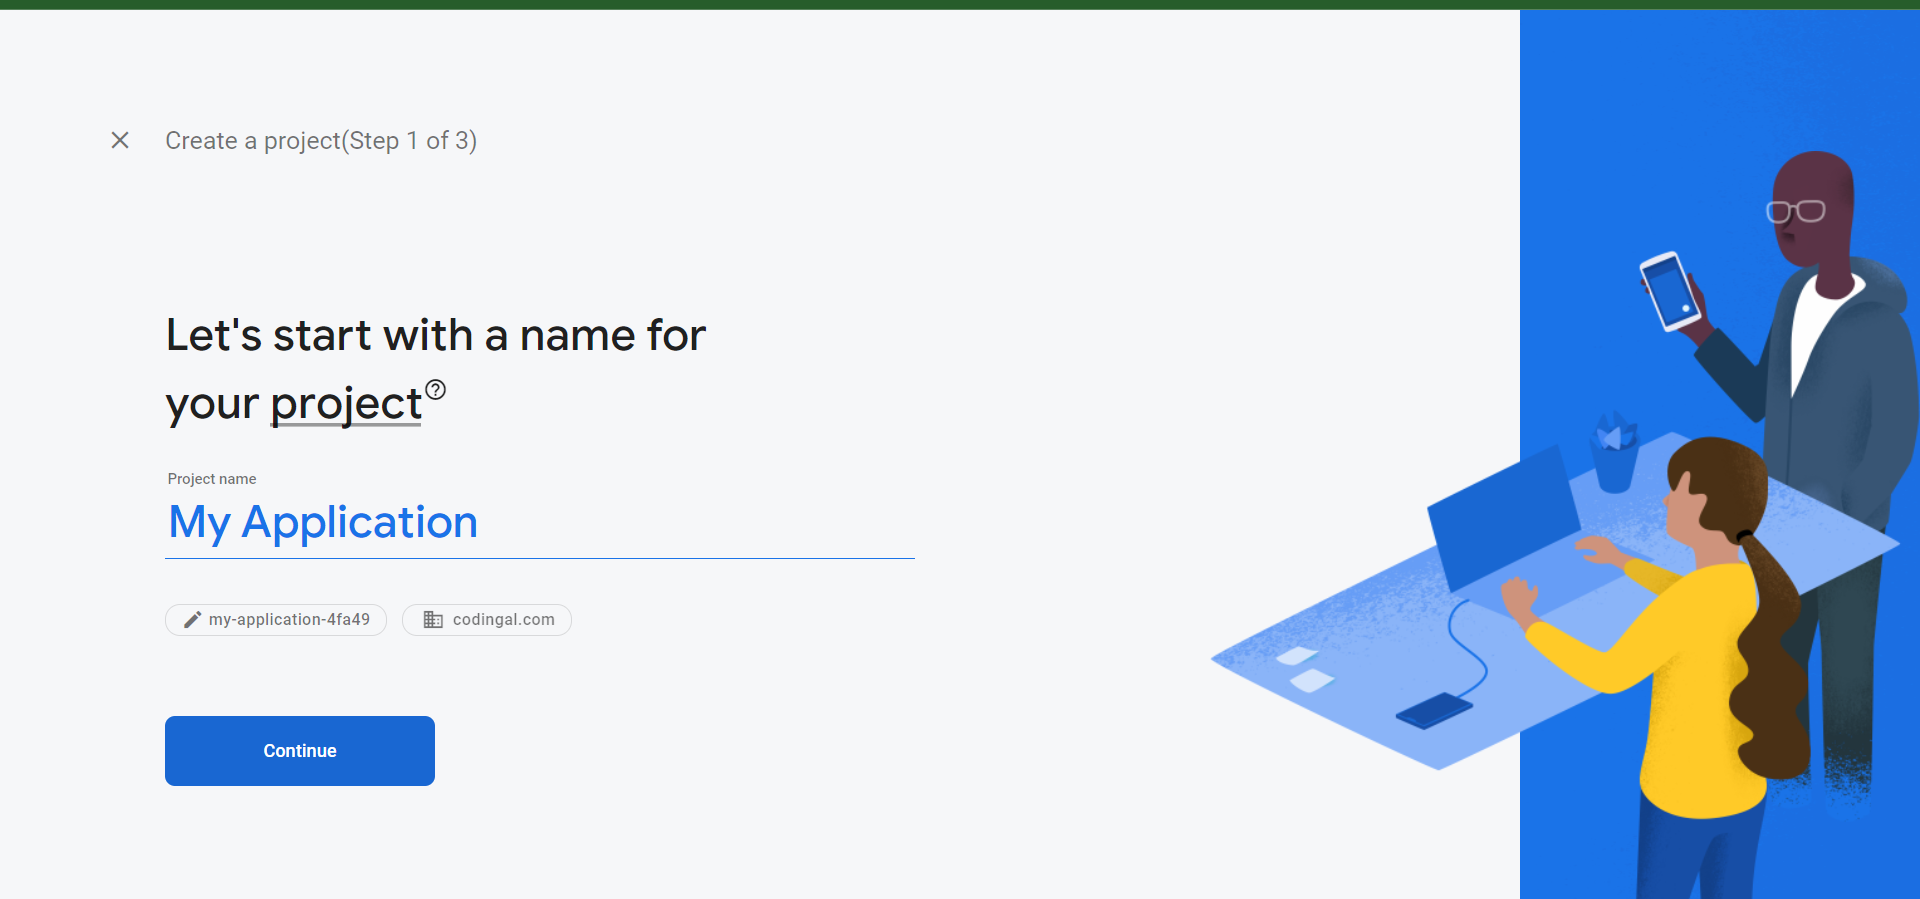 Create a project(Step 1 of 3)
Let's start with a name for
your project
Project name
My Application
my-application-4fa49
codingal.com
Continue